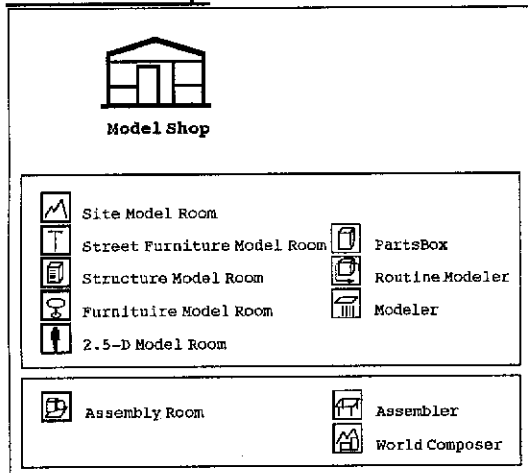 Model Shop
Site Model Room
Street Furniture Model Room
PartsBox
Structure Model Room
Routine Modeler
Furnituire Model Room
Modeler
2.5-D Model Room
Assembly Room
Assembler
World Composer